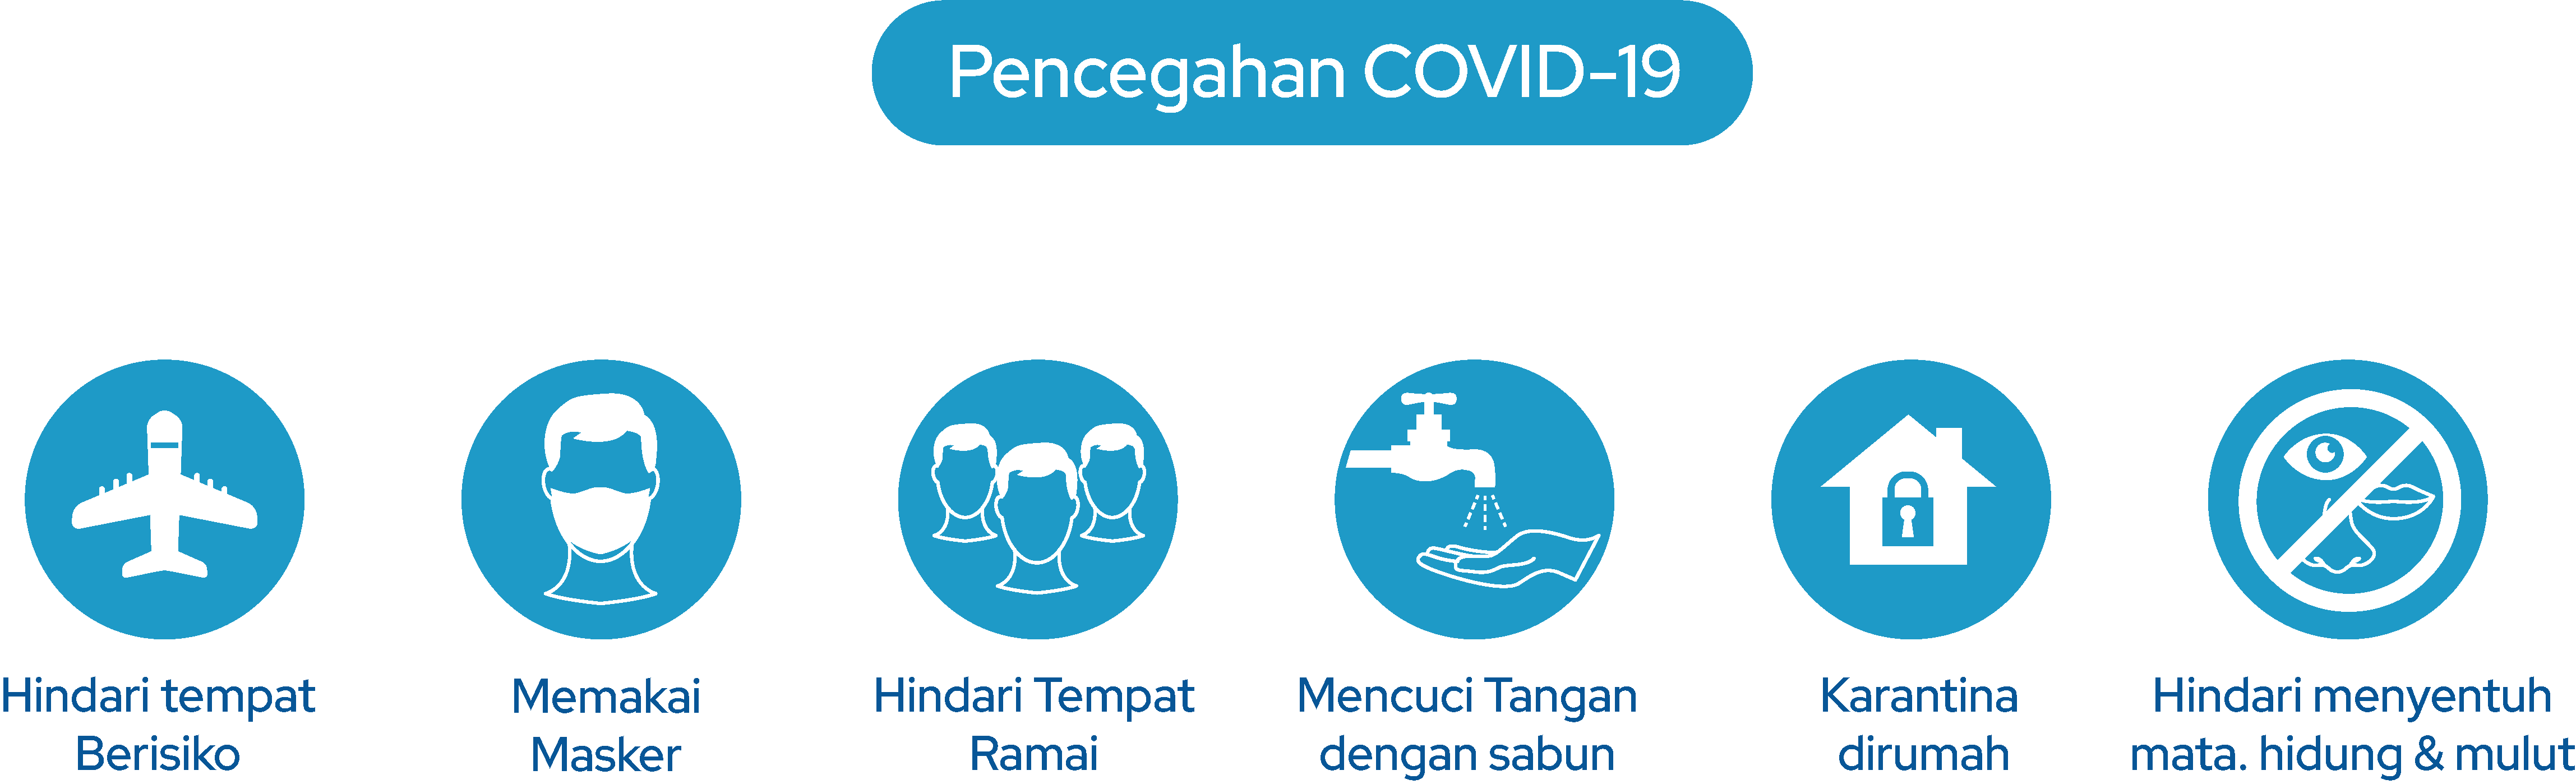 Pencegahan COVID-19
Hindari tempat
Berisiko
Memakai
Masker
Hindari Tempat
Ramai
Mencuci Tangan
dengan sabun
Karantina
dirumah
Hindari menyentuh
mata. hidung & mulut